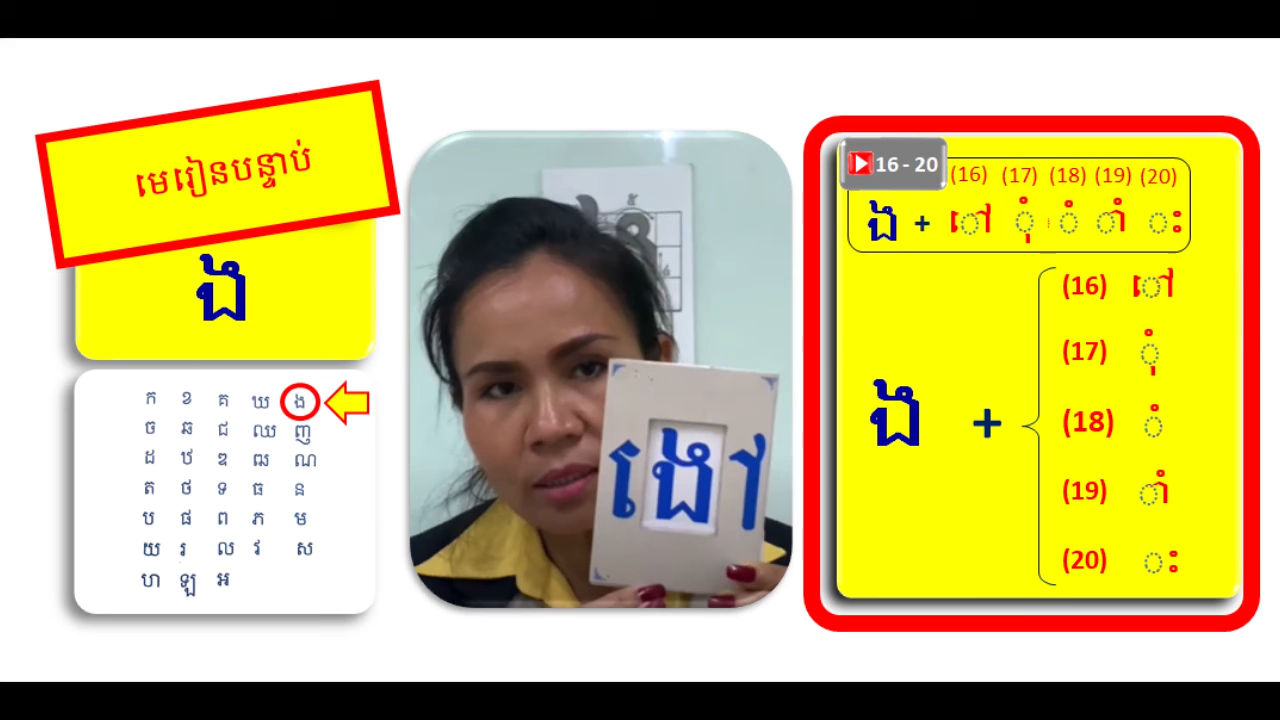 មេរៀនបន្ទាប់
ង
ក ខ គ ឃ ង
ច ឆ ជ ឈ ញ
ដ ឋ ឌ ឍ ណ
ត ថ ទ ធ ន
ប ផ ព ភ ម
យ រ ល វ ស
ហ ឡ អ
ងៅ
16 - 20
(16) (17) (18) (19) (20)
ង + ៅ ុំ ំ ាំ ះ
ង +
(16) ៅ
(17) ុំ
(18) ំ
(19) ាំ
(20) ះ